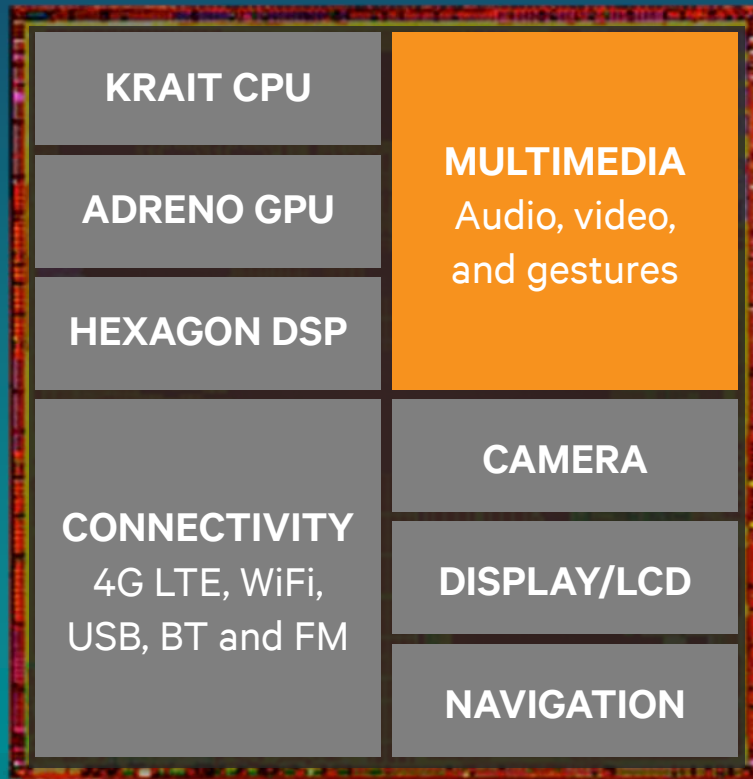 KRAIT CPU
ADRENO GPU
HEXAGON DSP
CONNECTIVITY
4G LTE, WiFi,
USB, BT and FM
MULTIMEDIA
Audio, video,
and gestures
CAMERA
DISPLAY/LCD
NAVIGATION